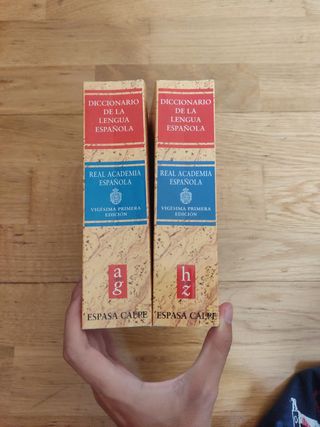 DICCIONARIO
DE LA
LENGUA
ESPAÑOLA
REAL ACADEMIA
ESPAÑOLA
VIGÉSIMA PRIMERA
EDICIÓN
a
g
ESPASA CALPE
DICCIONARIO
DE LA
LENGUA
ESPAÑOLA
REAL ACADEMIA
ESPAÑOLA
VIGÉSIMA PRIMERA
EDICIÓN
h
z
ESPASA CALPE